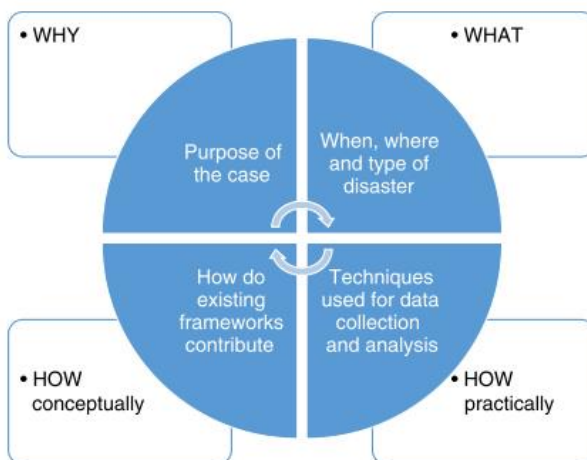 • WHY
• WHAT
Purpose of
the case
When, where
and type of
disaster
How do
existing
frameworks
contribute
Techniques
used for data
collection
and analysis
• HOW
conceptually
• HOW
practically